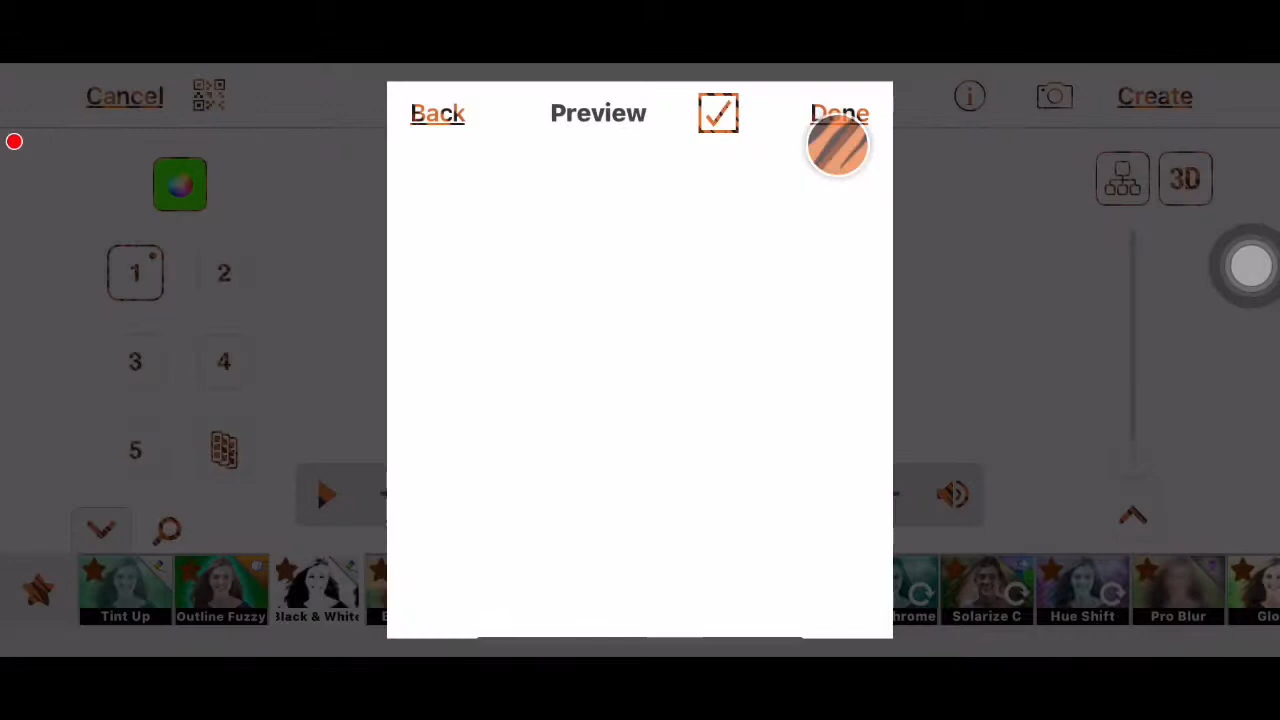 Cancel
Back
Preview
Done
Create
3D
1
2
3
4
5
Tint Up
Outline Fuzzy
Black & White
Solarize C
Hue Shift
Pro Blur